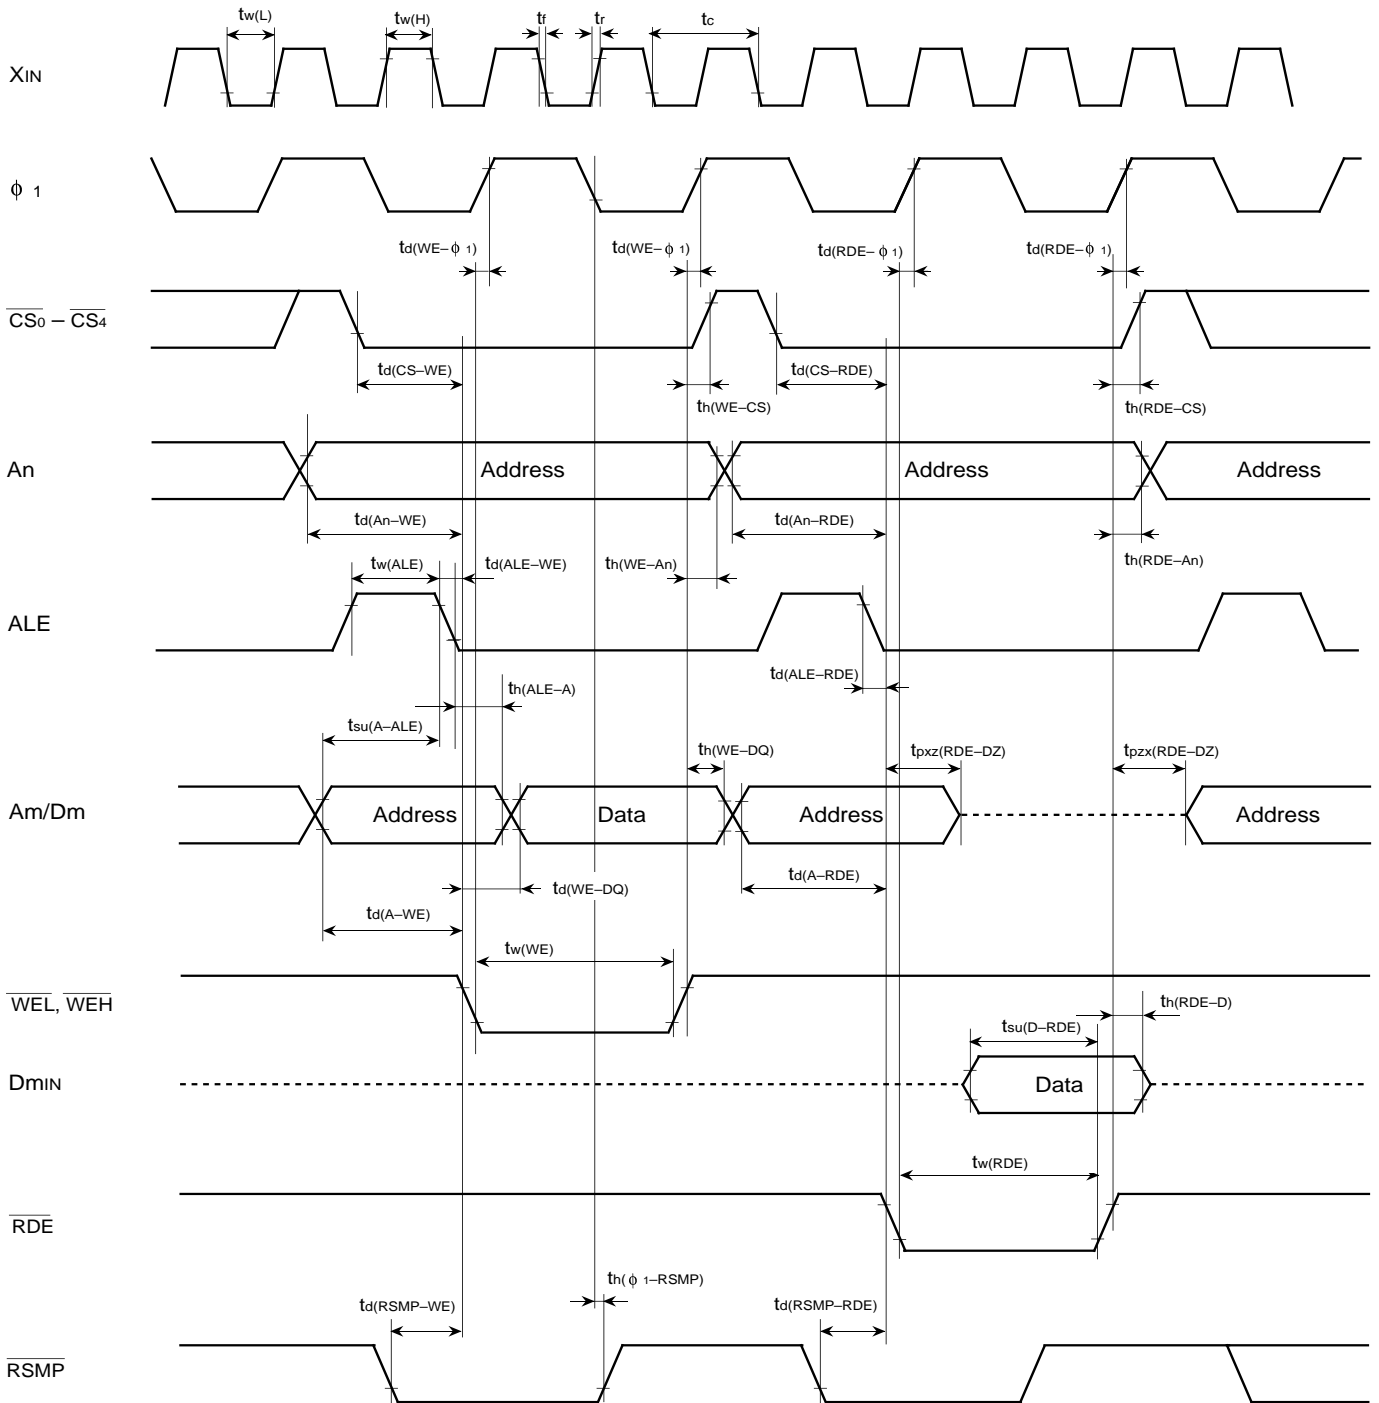 tw(L) tw(H) tf tr tc
XIN
ϕ 1
td(WE–ϕ 1) td(WE–ϕ 1) td(RDE–ϕ 1) td(RDE–ϕ 1)
CS0 – CS4
td(CS–WE) td(CS–RDE)
th(WE–CS) th(RDE–CS)
An Address Address Address
td(An–WE) td(An–RDE)
tw(ALE) td(ALE–WE) th(WE–An) th(RDE–An)
ALE
td(ALE–RDE)
th(ALE–A)
tsu(A–ALE)
th(WE–DQ) tpxz(RDE–DZ) tpzx(RDE–DZ)
Am/Dm Address Data Address Address
td(WE–DQ) td(A–RDE)
td(A–WE)
tw(WE)
WEL, WEH
th(RDE–D)
tsu(D–RDE)
DmIN Data
tw(RDE)
RDE
th(ϕ 1–RSMP)
td(RSMP–WE) td(RSMP–RDE)
RSMP